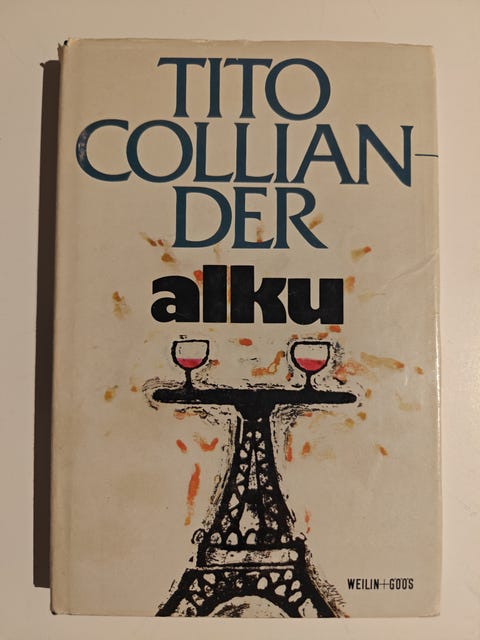 TITO
COLLIAN-
DER
alku
WEILIN+GÖÖS